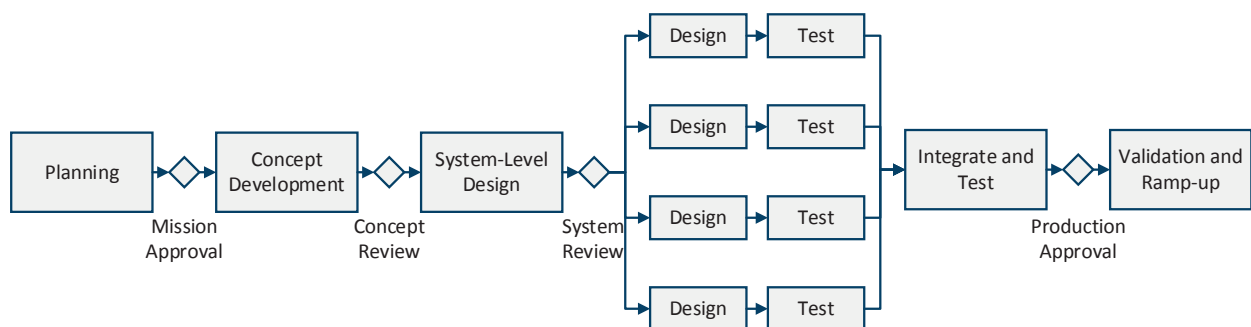 Planning
Mission
Approval
Concept
Development
Concept
Review
System-Level
Design
System
Review
Design
Test
Design
Test
Design
Test
Design
Test
Integrate and
Test
Production
Approval
Validation and
Ramp-up